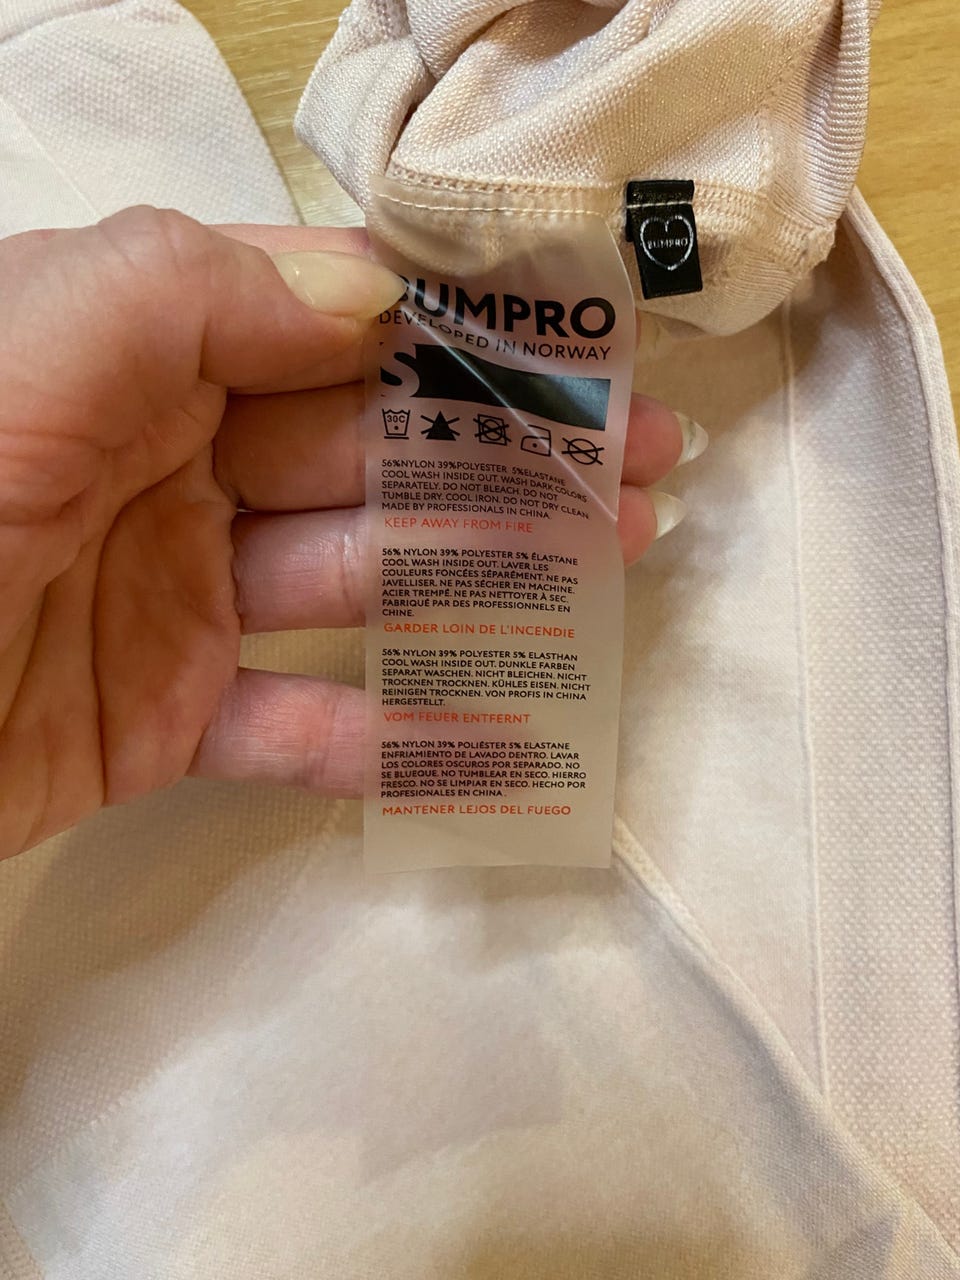 BUMPRO
BUMPRO
DEVELOPED IN NORWAY
S
30C
56%NYLON 39%POLYESTER 5%ELASTANE
COOL WASH INSIDE OUT. WASH DARK COLORS
SEPARATELY. DO NOT BLEACH. DO NOT
TUMBLE DRY. COOL IRON. DO NOT DRY CLEAN.
MADE BY PROFESSIONALS IN CHINA.
KEEP AWAY FROM FIRE
56% NYLON 39% POLYESTER 5% ÉLASTANE
COOL WASH INSIDE OUT. LAVER LES
COULEURS FONCÉES SÉPARÉMENT. NE PAS
JAVELLISER. NE PAS SÉCHER EN MACHINE.
ACIER TREMPÉ. NE PAS NETTOYER À SEC.
FABRIQUÉ PAR DES PROFESSIONNELS EN
CHINE.
GARDER LOIN DE L'INCENDIE
56% NYLON 39% POLYESTER 5% ELASTHAN
COOL WASH INSIDE OUT. DUNKLE FARBEN
SEPARAT WASCHEN. NICHT BLEICHEN. NICHT
TROCKNEN TROCKNEN. KÜHLES EISEN. NICHT
REINIGEN TROCKNEN. VON PROFIS IN CHINA
HERGESTELLT.
VOM FEUER ENTFERNT
56% NYLON 39% POLIÉSTER 5% ELASTANE
ENFRIAMIENTO DE LAVADO DENTRO. LAVAR
LOS COLORES OSCUROS POR SEPARADO. NO
SE BLUEQUE. NO TUMBLEAR EN SECO. HIERRO
FRESCO. NO SE LIMPIAR EN SECO. HECHO POR
PROFESIONALES EN CHINA.
MANTENER LEJOS DEL FUEGO